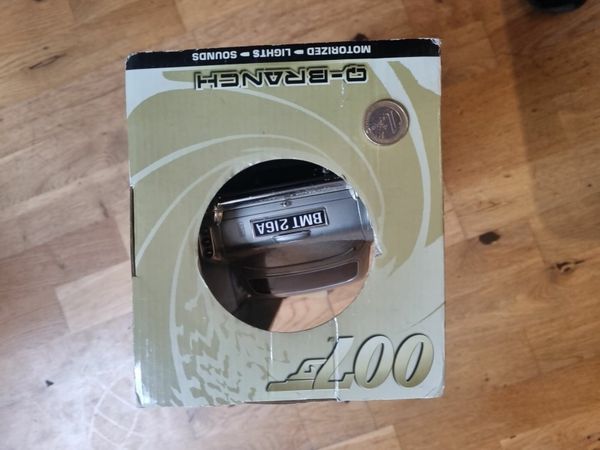 MOTORIZED LIGHTS SOUNDS
Q-BRANCH
BMT 216A
007